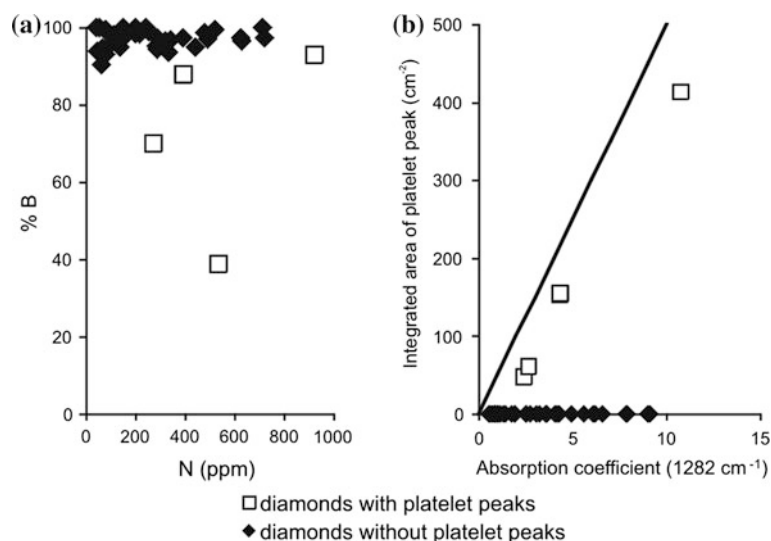 (a)
100
80
60
40
20
0
% B
0 200 400 600 800 1000
N (ppm)
(b)
500
400
300
200
100
0
Integrated area of platelet peak (cm⁻²)
0 5 10 15
Absorption coefficient (1282 cm⁻¹)
diamonds with platelet peaks
diamonds without platelet peaks